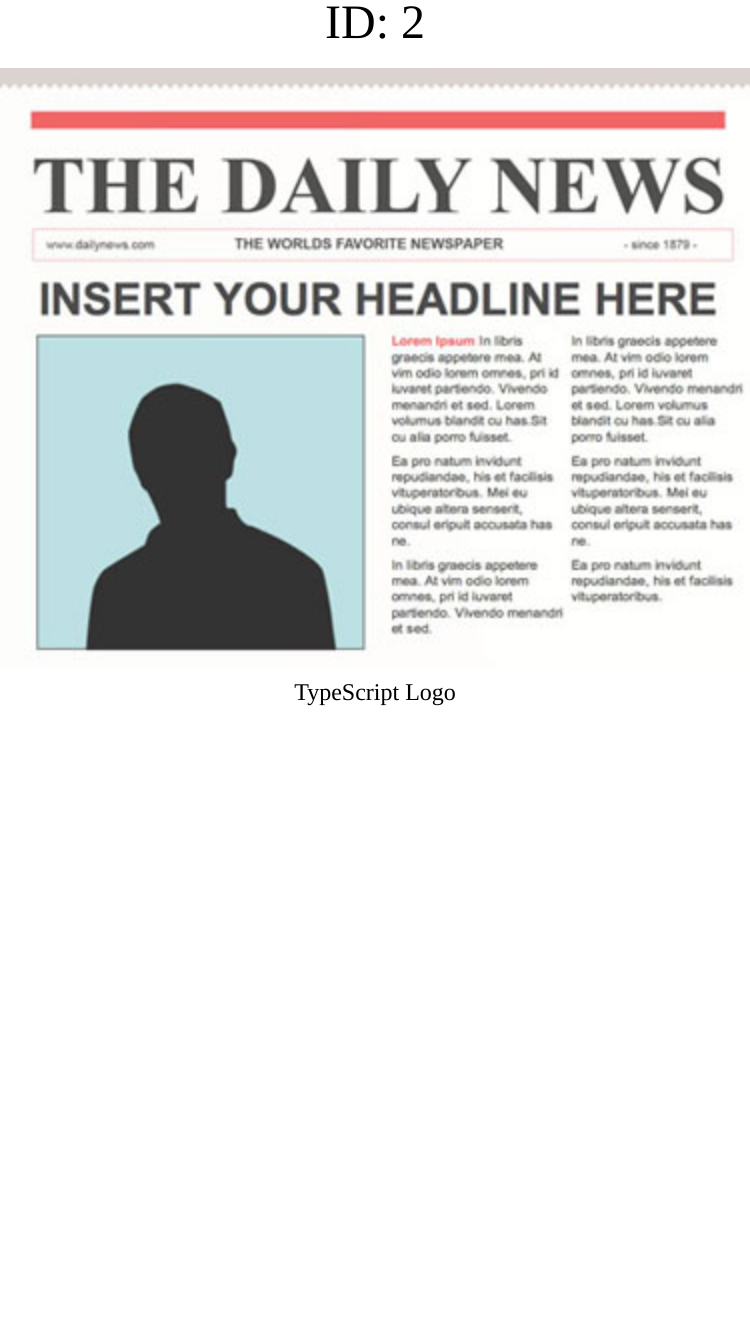 ID: 2
THE DAILY NEWS
www.dailynews.com THE WORLDS FAVORITE NEWSPAPER - since 1879 -
INSERT YOUR HEADLINE HERE
Lorem Ipsum In libris
graecis appetere mea. At
vim odio lorem omnes, pri id
iuvaret partiendo. Vivendo
menandri et sed. Lorem
volumus blandit cu has.Sit
cu alia porro fuisset.
Ea pro natum invidunt
repudiandae, his et facilisis
vituperatoribus. Mei eu
ubique altera senserit,
consul eripuit accusata has
ne.
In libris graecis appetere
mea. At vim odio lorem
omnes, pri id iuvaret
partiendo. Vivendo menandri
et sed.
In libris graecis appetere
mea. At vim odio lorem
omnes, pri id iuvaret
partiendo. Vivendo menandri
et sed. Lorem volumus
blandit cu has.Sit cu alia
porro fuisset.
Ea pro natum invidunt
repudiandae, his et facilisis
vituperatoribus. Mei eu
ubique altera senserit,
consul eripuit accusata has
ne.
Ea pro natum invidunt
repudiandae, his et facilisis
vituperatoribus.
TypeScript Logo